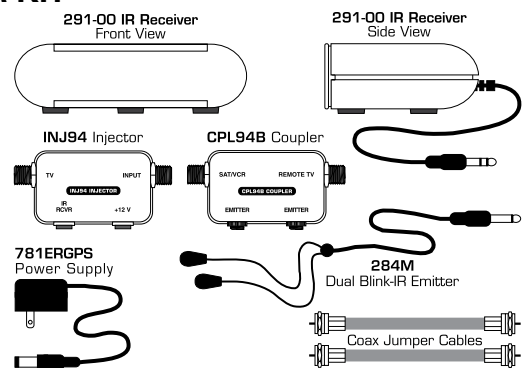 291-00 IR Receiver
Front View
291-00 IR Receiver
Side View
INJ94 Injector
TV
INPUT
INJ94 INJECTOR
IR
RCVR
+12 V
CPL94B Coupler
SAT/VCR
REMOTE TV
CPL94B COUPLER
EMITTER
EMITTER
781ERGPS
Power Supply
284M
Dual Blink-IR Emitter
Coax Jumper Cables